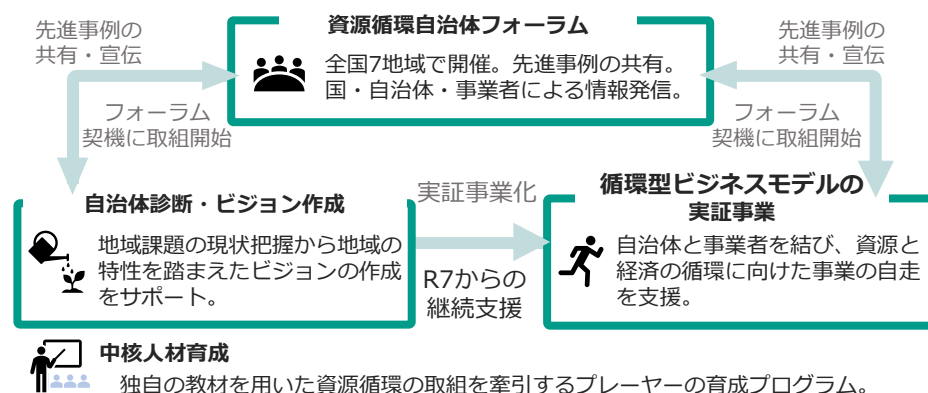 先進事例の
共有・宣伝
資源循環自治体フォーラム
全国7地域で開催。先進事例の共有。
国・自治体・事業者による情報発信。
先進事例の
共有・宣伝
フォーラム
契機に取組開始
フォーラム
契機に取組開始
自治体診断・ビジョン作成
地域課題の現状把握から地域の
特性を踏まえたビジョンの作成
をサポート。
実証事業化
R7からの
継続支援
循環型ビジネスモデルの
実証事業
自治体と事業者を結び、資源と
経済の循環に向けた事業の自走
を支援。
中核人材育成
独自の教材を用いた資源循環の取組を牽引するプレーヤーの育成プログラム。